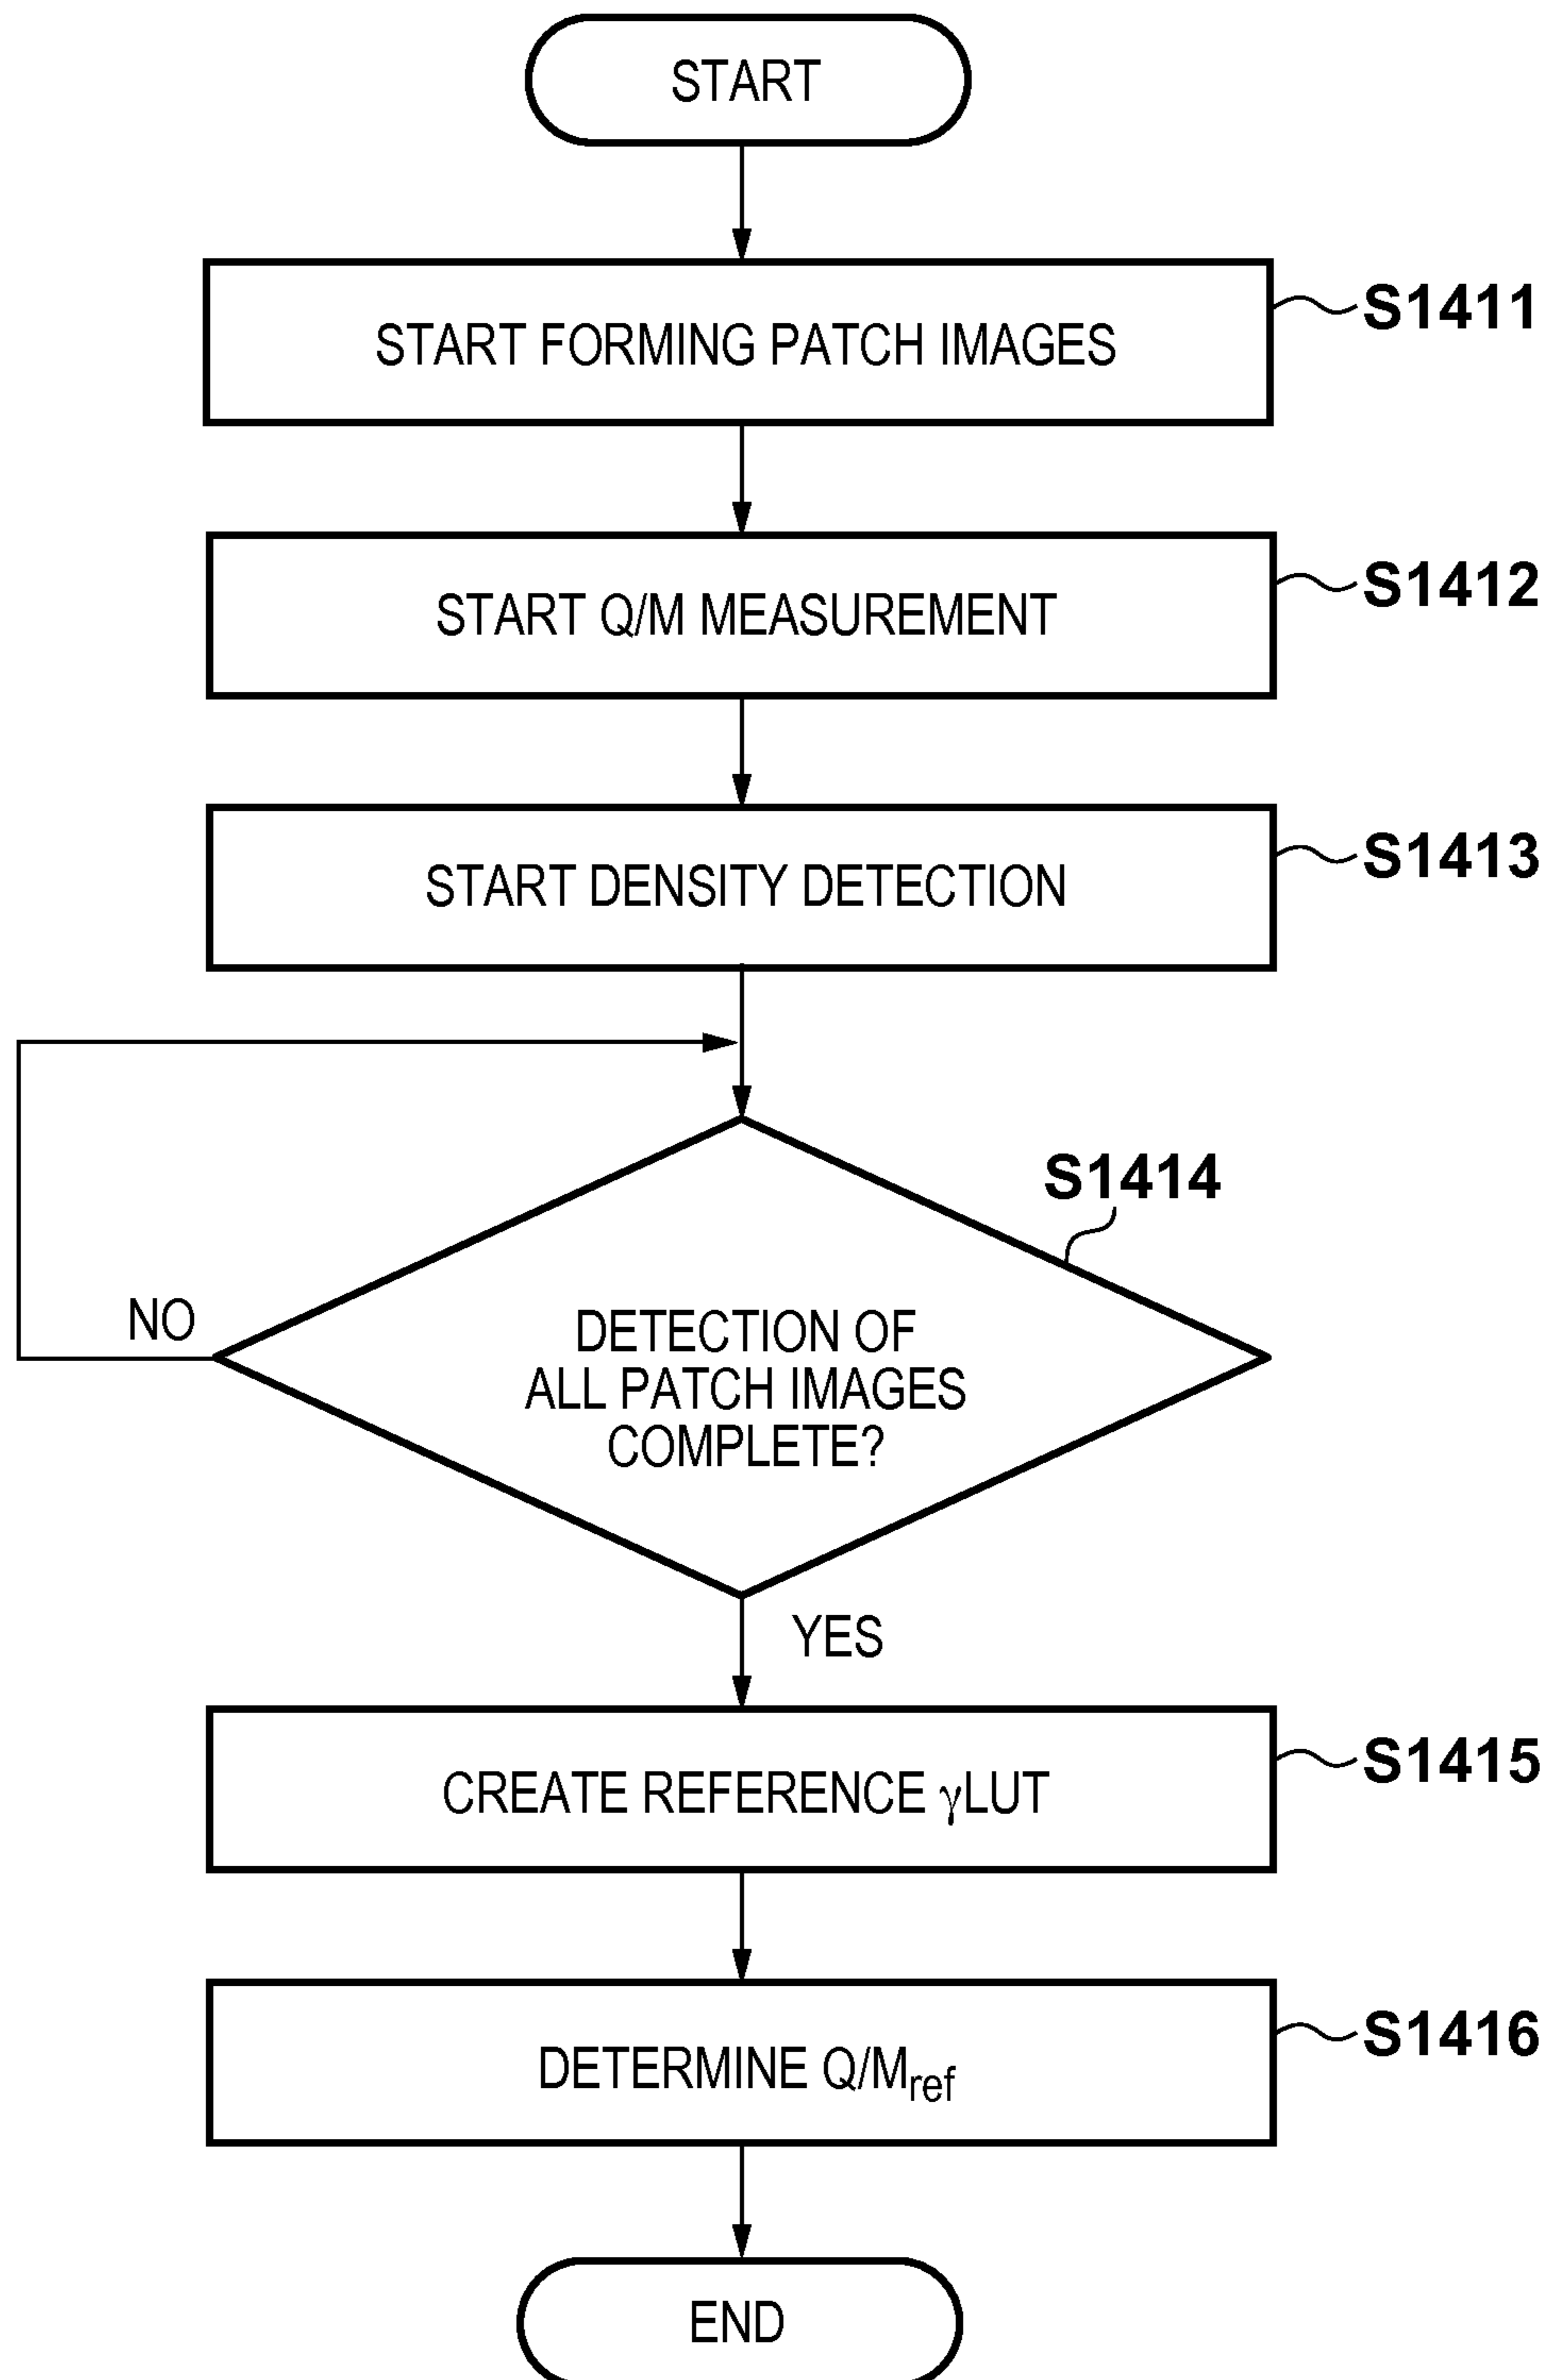 START
START FORMING PATCH IMAGES
S1411
START Q/M MEASUREMENT
S1412
START DENSITY DETECTION
S1413
S1414
DETECTION OF
ALL PATCH IMAGES
COMPLETE?
NO
YES
CREATE REFERENCE γLUT
S1415
DETERMINE Q/Mref
S1416
END